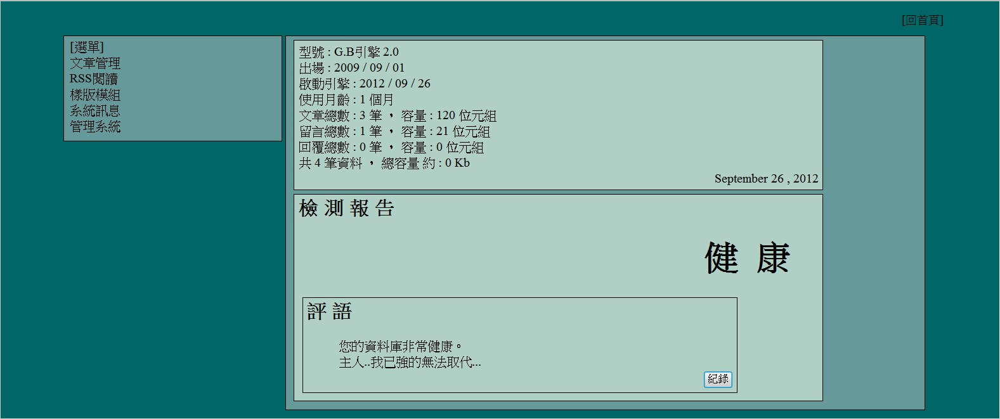 [回首頁]
[選單]
文章管理
RSS閱讀
樣版模組
系統訊息
管理系統
型號 : G.B引擎 2.0
出場 : 2009 / 09 / 01
啟動引擎 : 2012 / 09 / 26
使用月齡 : 1 個月
文章總數 : 3 筆 ， 容量 : 120 位元組
留言總數 : 1 筆 ， 容量 : 21 位元組
回覆總數 : 0 筆 ， 容量 : 0 位元組
共 4 筆資料 ， 總容量 約 : 0 Kb
September 26 , 2012
檢 測 報 告
健 康
評 語
您的資料庫非常健康。
主人..我已強的無法取代...
紀錄